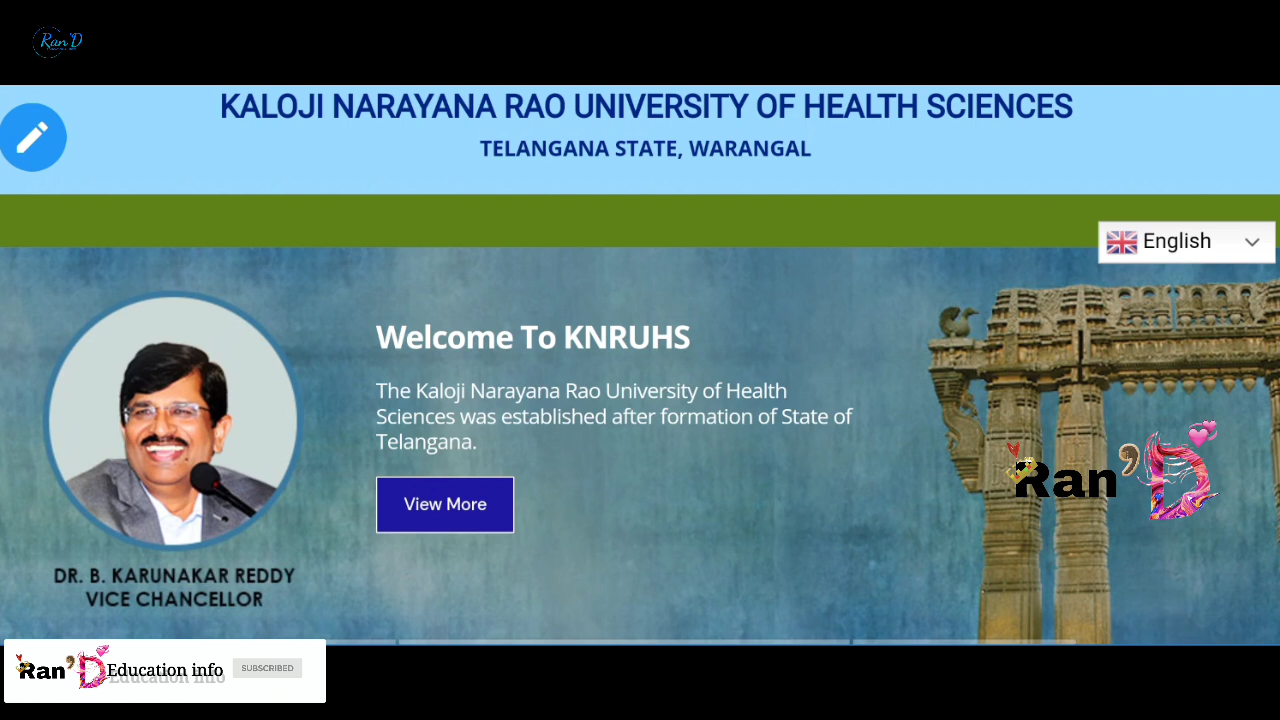 Ran'D
KALOJI NARAYANA RAO UNIVERSITY OF HEALTH SCIENCES
TELANGANA STATE, WARANGAL
English
Welcome To KNRUHS
The Kaloji Narayana Rao University of Health
Sciences was established after formation of State of
Telangana.
View More
Ran'D
DR. B. KARUNAKAR REDDY
VICE CHANCELLOR
Ran'D Education info SUBSCRIBED